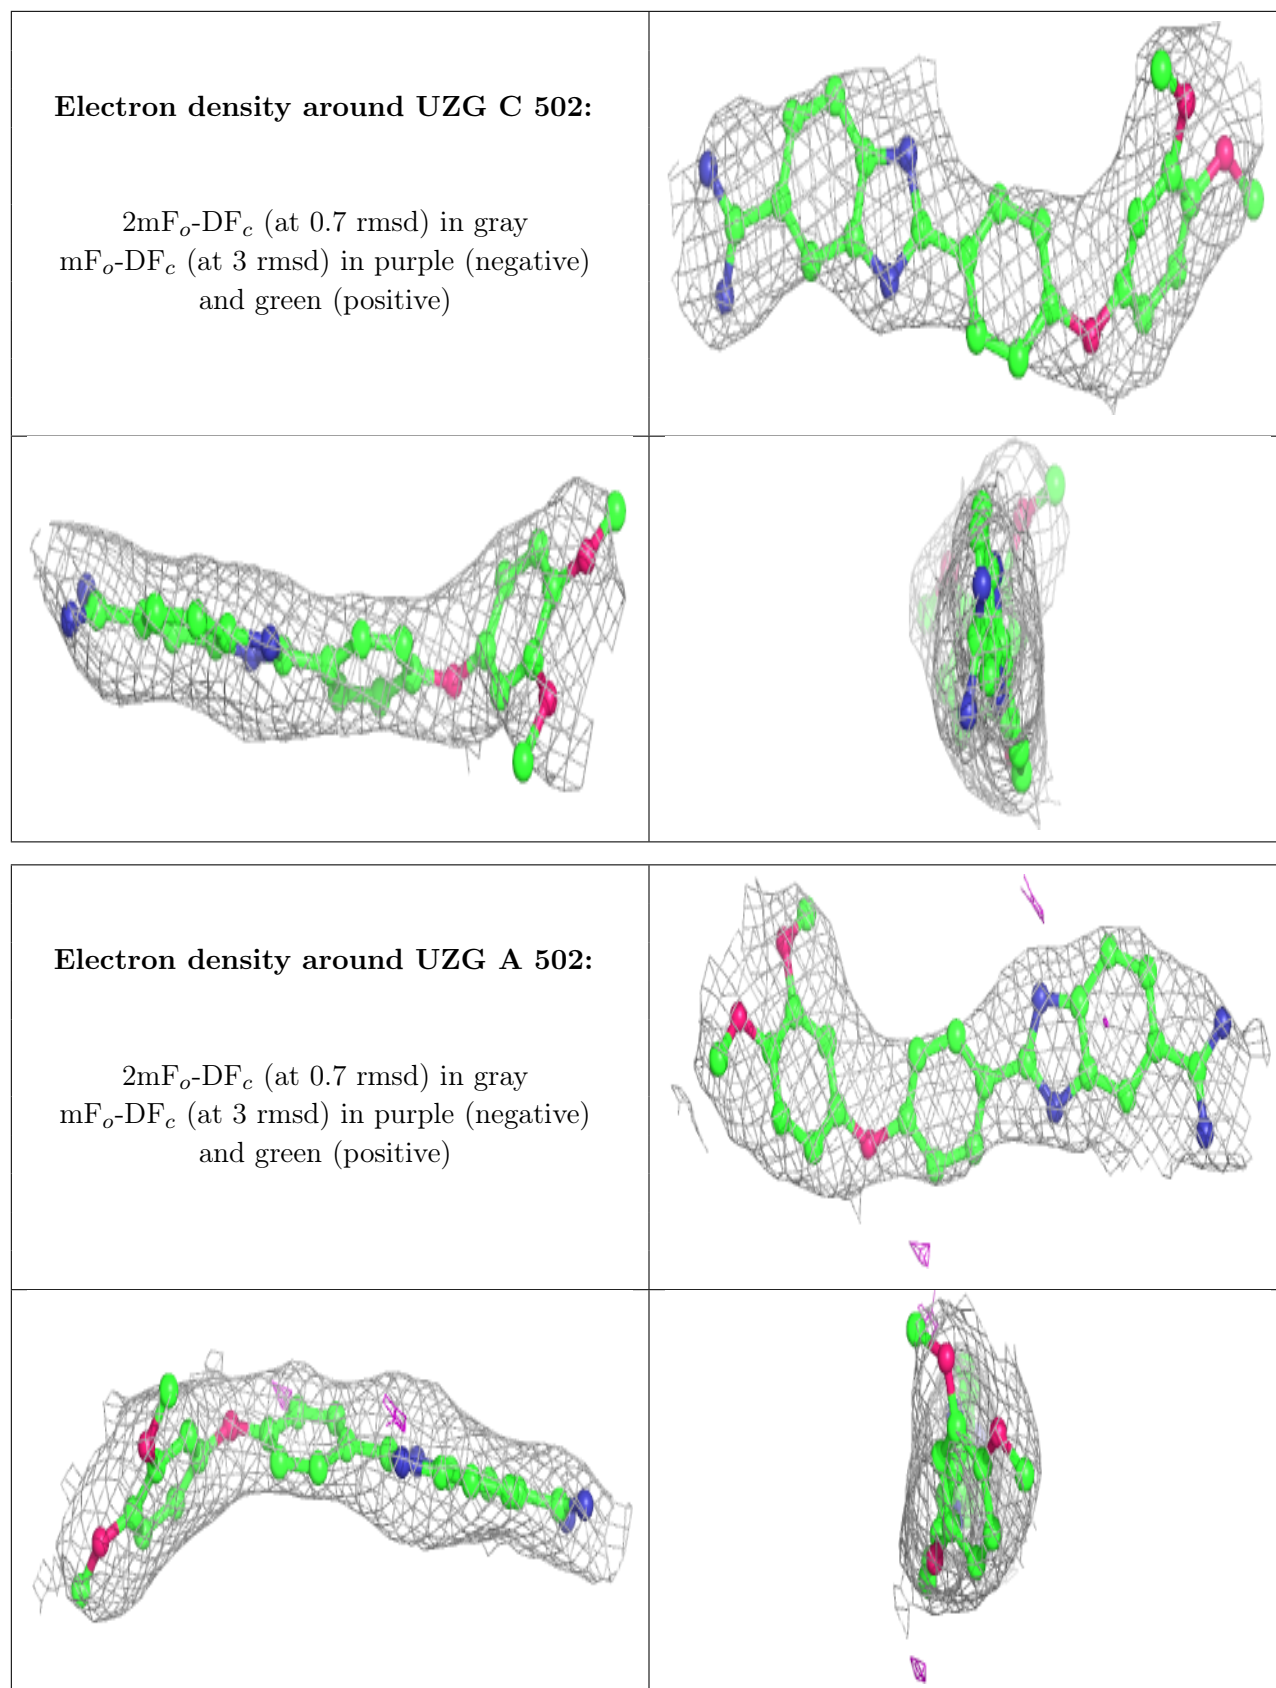 Electron density around UZG C 502:
2mFo-DFc (at 0.7 rmsd) in gray
mFo-DFc (at 3 rmsd) in purple (negative)
and green (positive)
Electron density around UZG A 502:
2mFo-DFc (at 0.7 rmsd) in gray
mFo-DFc (at 3 rmsd) in purple (negative)
and green (positive)